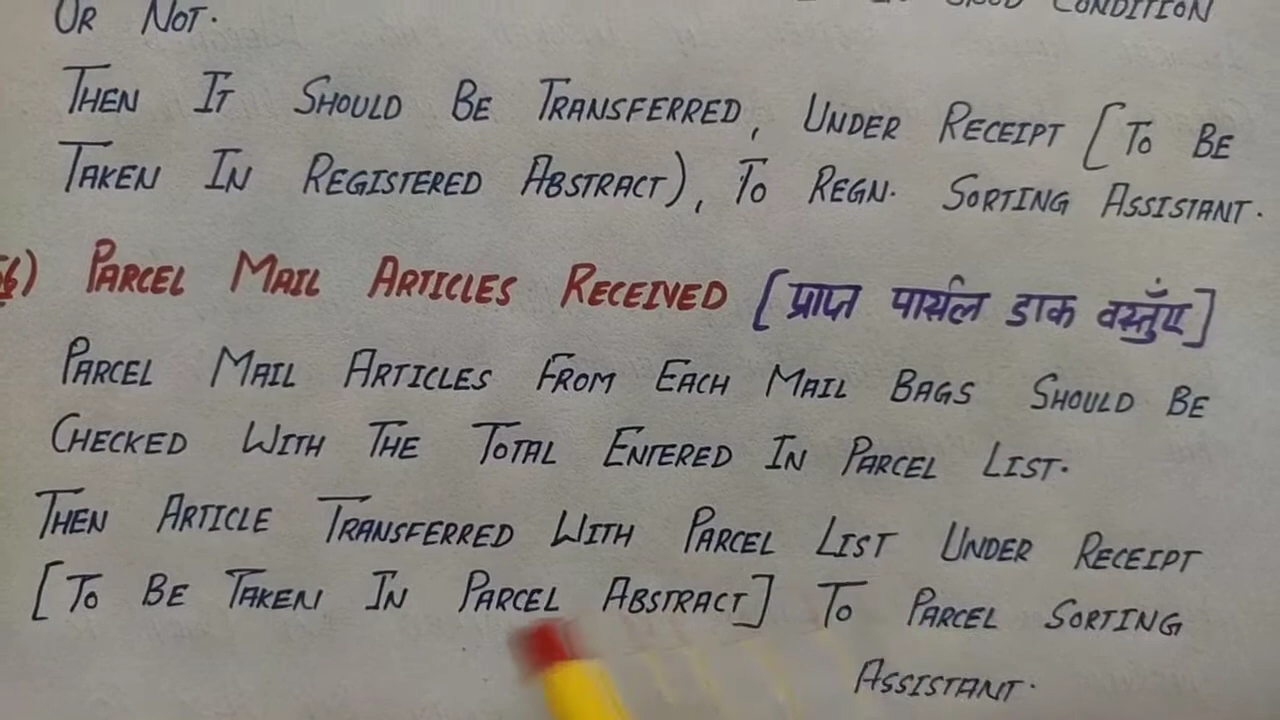 CONDITION
OR NOT.
THEN IT SHOULD BE TRANSFERRED, UNDER RECEIPT [TO BE
TAKEN IN REGISTERED ABSTRACT), TO REGN. SORTING ASSISTANT.
6) PARCEL MAIL ARTICLES RECEIVED [प्राप्त पार्सल डाक वस्तुएँ]
PARCEL MAIL ARTICLES FROM EACH MAIL BAGS SHOULD BE
CHECKED WITH THE TOTAL ENTERED IN PARCEL LIST.
THEN ARTICLE TRANSFERRED WITH PARCEL LIST UNDER RECEIPT
[TO BE TAKEN IN PARCEL ABSTRACT] TO PARCEL SORTING
ASSISTANT.